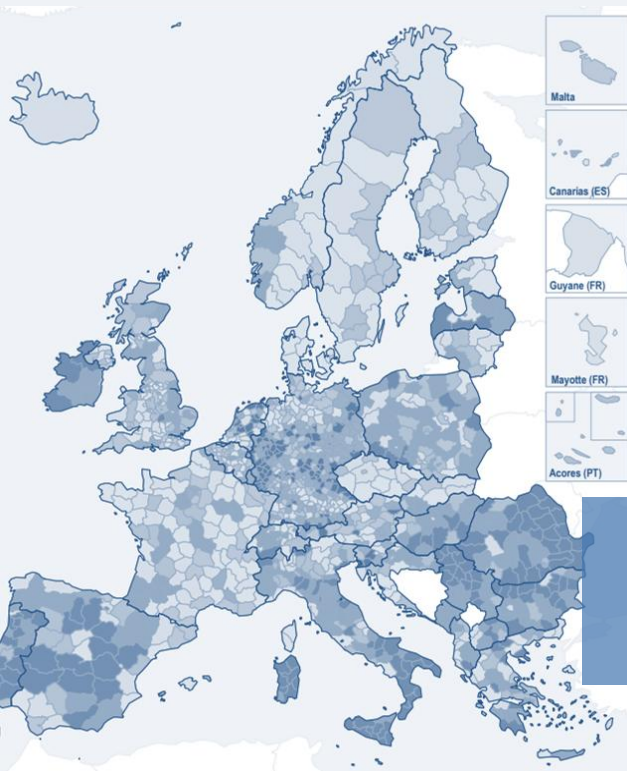 Malta
Canarias (ES)
Guyane (FR)
Mayotte (FR)
Acores (PT)